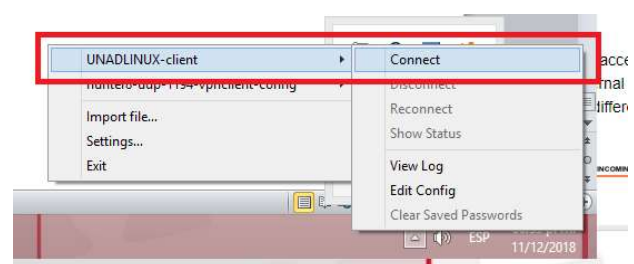 UNADLINUX-client
Connect
Disconnect
Reconnect
Import file...
Show Status
Settings...
Exit
View Log
Edit Config
Clear Saved Passwords
ESP
11/12/2018
INCOMIN